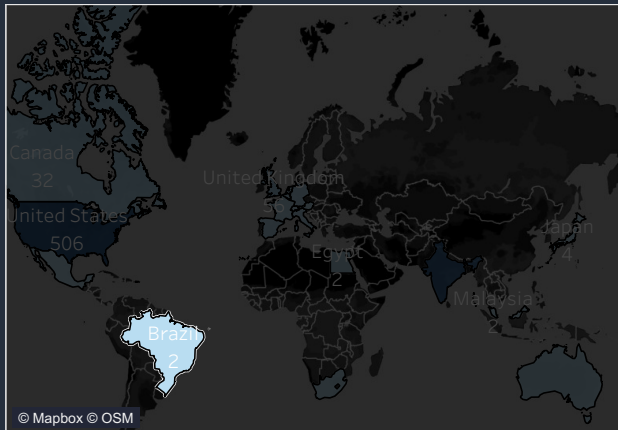 Canada
32
United Kingdom
United States
506
Egypt
2
Japan
4
Malaysia
2
Brazil
2
© Mapbox © OSM